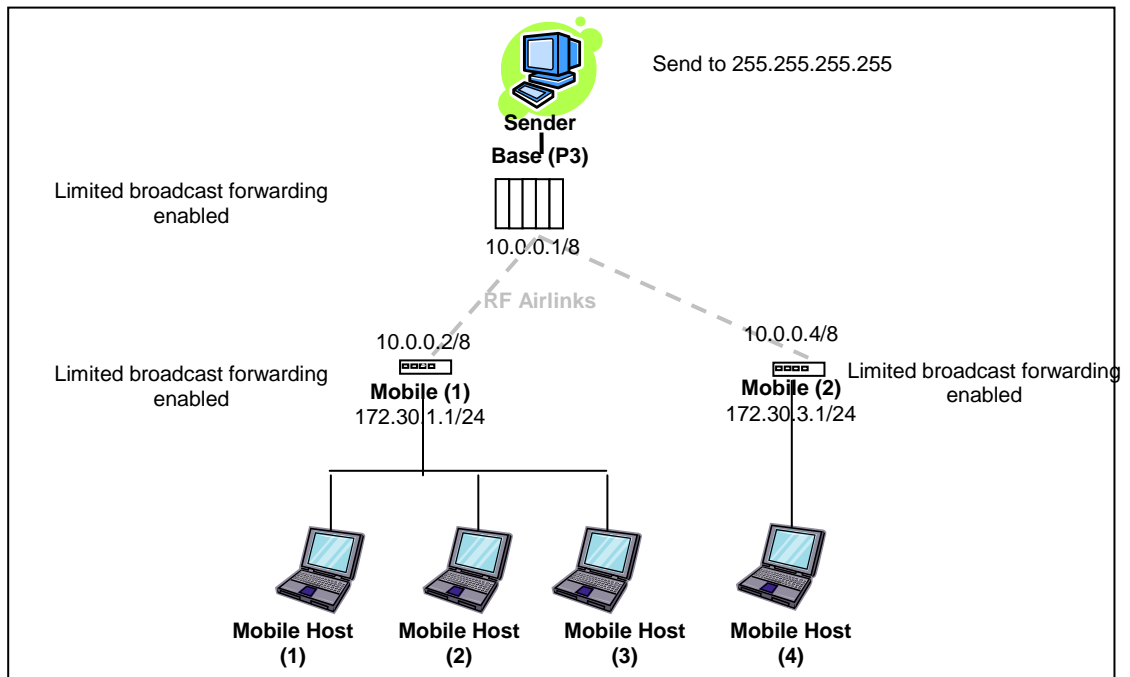 Send to 255.255.255.255
Sender
Base (P3)
Limited broadcast forwarding
enabled
10.0.0.1/8
RF Airlinks
10.0.0.2/8
10.0.0.4/8
Limited broadcast forwarding
enabled
Mobile (1)
172.30.1.1/24
Mobile (2)
172.30.3.1/24
Limited broadcast forwarding
enabled
Mobile Host
(1)
Mobile Host
(2)
Mobile Host
(3)
Mobile Host
(4)